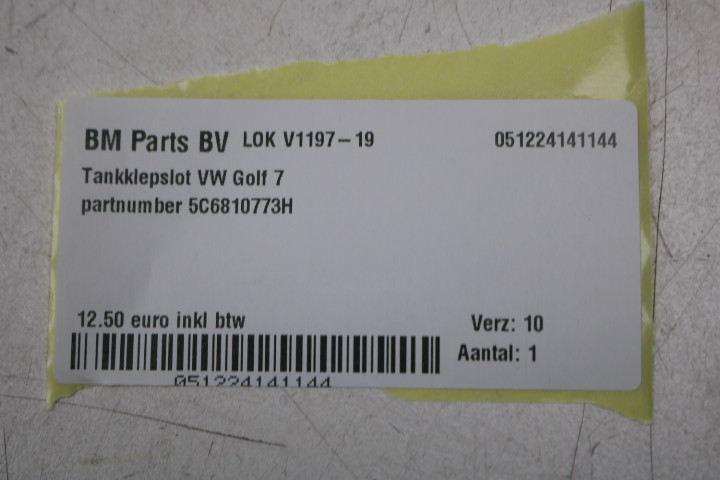 BM Parts BV LOK V1197-19 051224141144
Tankklepslot VW Golf 7
partnumber 5C6810773H
12.50 euro inkl btw Verz: 10
Aantal: 1
051224141144